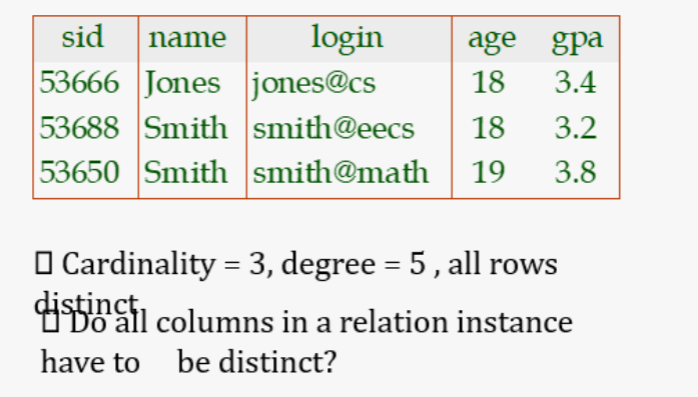 sid name login age gpa
53666 Jones jones@cs 18 3.4
53688 Smith smith@eecs 18 3.2
53650 Smith smith@math 19 3.8
Cardinality = 3, degree = 5 , all rows
distinct
Do all columns in a relation instance
have to be distinct?